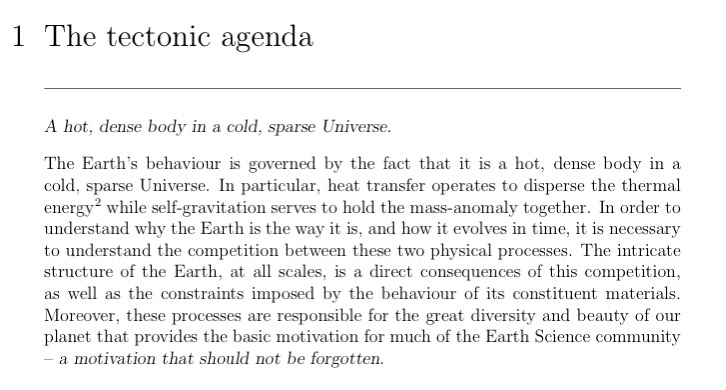 1 The tectonic agenda
A hot, dense body in a cold, sparse Universe.
The Earth's behaviour is governed by the fact that it is a hot, dense body in a
cold, sparse Universe. In particular, heat transfer operates to disperse the thermal
energy² while self-gravitation serves to hold the mass-anomaly together. In order to
understand why the Earth is the way it is, and how it evolves in time, it is necessary
to understand the competition between these two physical processes. The intricate
structure of the Earth, at all scales, is a direct consequences of this competition,
as well as the constraints imposed by the behaviour of its constituent materials.
Moreover, these processes are responsible for the great diversity and beauty of our
planet that provides the basic motivation for much of the Earth Science community
– a motivation that should not be forgotten.